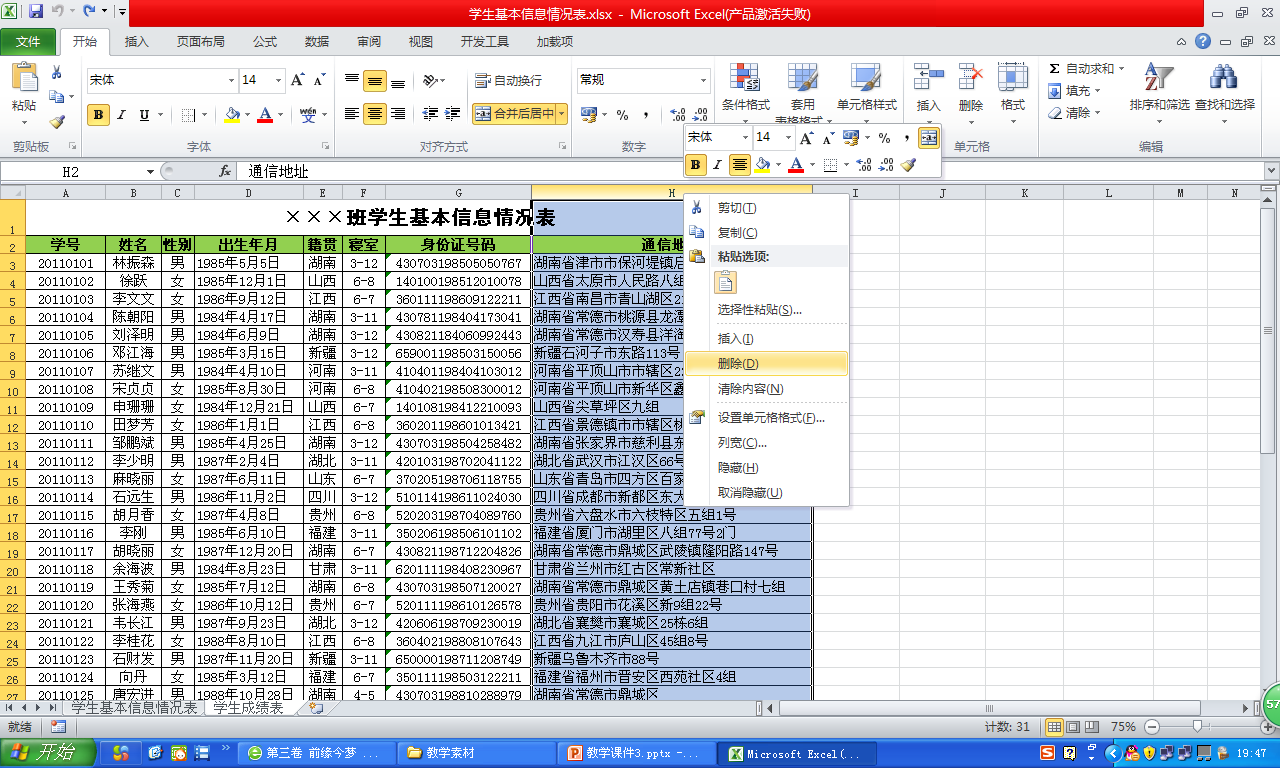 学生基本信息情况表.xlsx - Microsoft Excel(产品激活失败)
文件 开始 插入 页面布局 公式 数据 审阅 视图 开发工具 加载项
宋体 14 自动换行 常规 条件格式 套用 表格格式 单元格样式 插入 删除 格式 自动求和 填充 清除 排序和筛选 查找和选择
粘贴 B I U 合并后居中 %
剪贴板 字体 对齐方式 数字 单元格 编辑
宋体 14 A A %
B I A
H2 fx 通信地址
A B C D E F G H I J K L M N
1 ×××班学生基本信息情况表
2 学号 姓名 性别 出生年月 籍贯 寝室 身份证号码 通信地
3 20110101 林振森 男 1985年5月5日 湖南 3-12 430703198505050767 湖南省津市市保河堤镇
4 20110102 徐跃 女 1985年12月1日 山西 6-8 140100198512010078 山西省太原市人民路八组
5 20110103 李文文 女 1986年9月12日 江西 6-7 360111198609122211 江西省南昌市青山湖区2
6 20110104 陈朝阳 男 1984年4月17日 湖南 3-11 430781198404173041 湖南省常德市桃源县龙潭
7 20110105 刘泽明 男 1984年6月9日 湖南 3-12 430821184060992443 湖南省常德市汉寿县洋淘
8 20110106 邓江海 男 1985年3月15日 新疆 3-12 659001198503150056 新疆石河子市东路113号
9 20110107 苏继文 男 1984年4月10日 河南 3-11 410401198404103012 河南省平顶山市市辖区2
10 20110108 宋贞贞 女 1985年8月30日 河南 6-8 410402198508300012 河南省平顶山市新华区鑫
11 20110109 申珊珊 女 1984年12月21日 山西 6-7 140108198412210093 山西省尖草坪区九组
12 20110110 田梦芳 女 1986年1月1日 江西 6-8 360201198601013421 江西省景德镇市市辖区桃
13 20110111 邹鹏斌 男 1985年4月25日 湖南 3-12 430703198504258482 湖南省张家界市慈利县东
14 20110112 李少明 男 1987年2月4日 湖北 3-11 420103198702041122 湖北省武汉市江汉区66号
15 20110113 麻晓丽 女 1987年6月11日 山东 6-7 370205198706118755 山东省青岛市四方区百家
16 20110114 石远生 男 1986年11月2日 四川 3-12 510114198611024030 四川省成都市新都区东大
17 20110115 胡月香 女 1987年4月8日 贵州 6-8 520203198704089760 贵州省六盘水市六枝特区五组1号
18 20110116 李刚 男 1985年6月10日 福建 3-11 350206198506101102 福建省厦门市湖里区八组77号2门
19 20110117 胡晓丽 女 1987年12月20日 湖南 6-7 430821198712204826 湖南省常德市鼎城区武陵镇隆阳路147号
20 20110118 余海波 男 1984年8月23日 甘肃 3-11 620111198408230967 甘肃省兰州市红古区常新社区
21 20110119 王秀菊 女 1985年7月12日 湖南 6-8 430703198507120027 湖南省常德市鼎城区黄土店镇巷口村七组
22 20110120 张海燕 女 1986年10月12日 贵州 6-7 520111198610126578 贵州省贵阳市花溪区新9组22号
23 20110121 韦长江 男 1987年9月23日 湖北 3-12 420606198709230019 湖北省襄樊市襄城区25栋6组
24 20110122 李桂花 女 1988年8月10日 江西 6-8 360402198808107643 江西省九江市庐山区45组8号
25 20110123 石财发 男 1987年11月20日 新疆 3-11 650000198711208749 新疆乌鲁木齐市88号
26 20110124 向丹 女 1985年3月12日 福建 6-7 350111198503122211 福建省福州市晋安区西苑社区4组
27 20110125 唐宏进 男 1988年10月28日 湖南 4-5 430703198810288979 湖南省常德市鼎城区
剪切(T)
复制(C)
粘贴选项:
选择性粘贴(S)...
插入(I)
删除(D)
清除内容(N)
设置单元格格式(F)...
列宽(C)...
隐藏(H)
取消隐藏(U)
学生基本信息情况表 学生成绩表
就绪 计数: 31 75%
57
开始 第三卷 前缘今梦 ... 教学素材 教学课件3.pptx -... Microsoft Excel(... 19:47